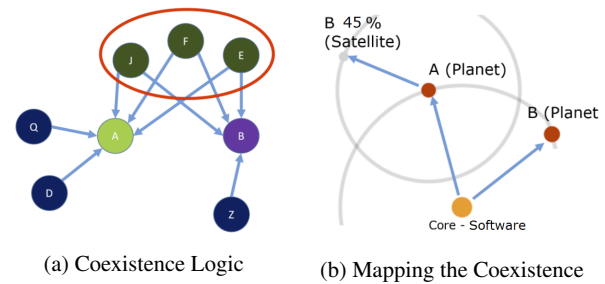 J
F
E
Q
A
B
D
Z
(a) Coexistence Logic
B 45 %
(Satellite)
A (Planet)
B (Planet
Core - Software
(b) Mapping the Coexistence